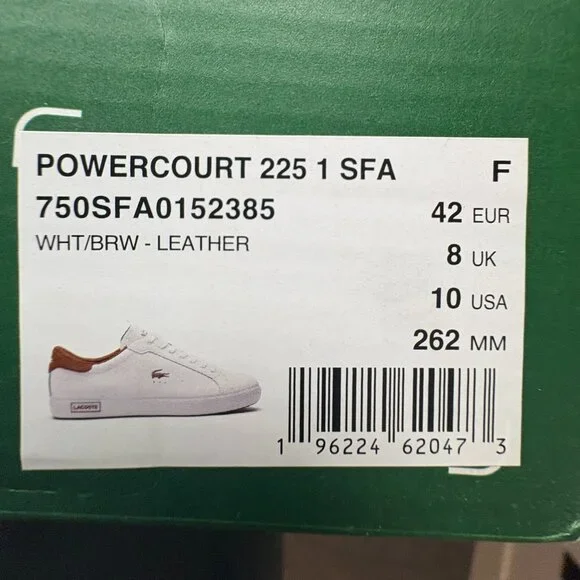 POWERCOURT 225 1 SFA F
750SFA0152385
42 EUR
WHT/BRW - LEATHER
8 UK
10 USA
262 MM
LACOSTE
1 96224 62047 3